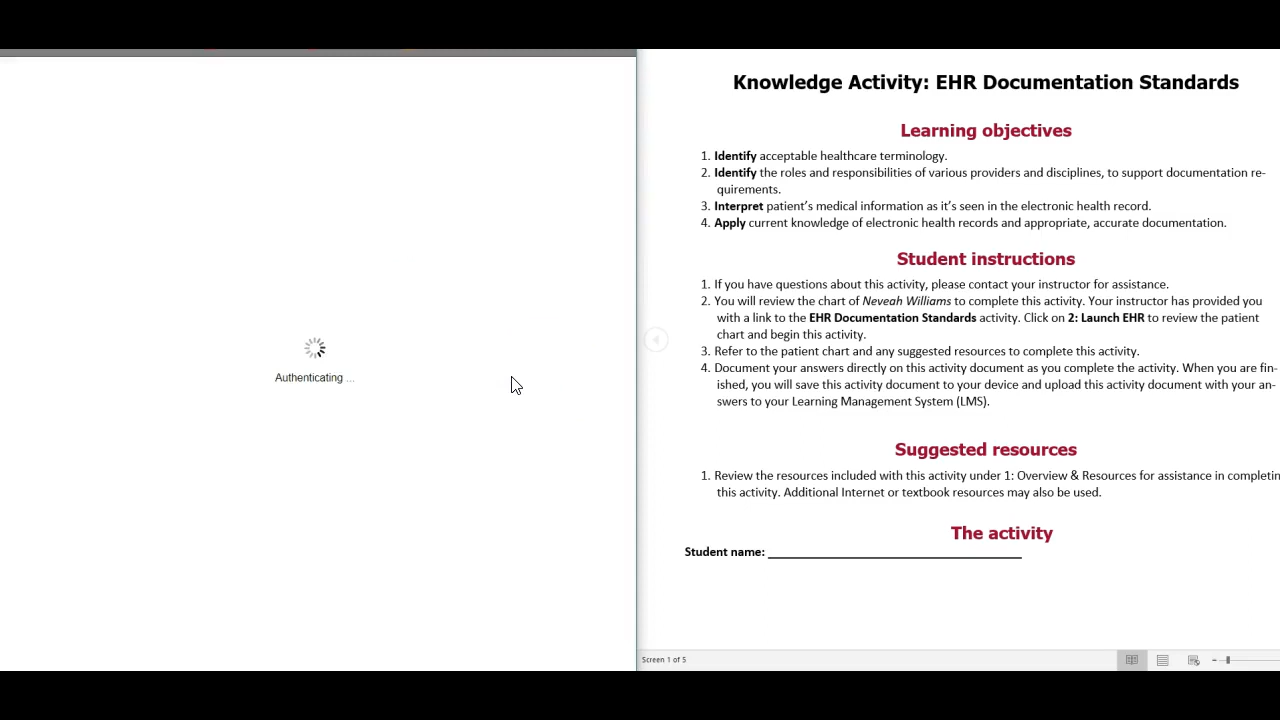 Authenticating ...
Knowledge Activity: EHR Documentation Standards
Learning objectives
1. Identify acceptable healthcare terminology.
2. Identify the roles and responsibilities of various providers and disciplines, to support documentation re-
quirements.
3. Interpret patient's medical information as it's seen in the electronic health record.
4. Apply current knowledge of electronic health records and appropriate, accurate documentation.
Student instructions
1. If you have questions about this activity, please contact your instructor for assistance.
2. You will review the chart of Neveah Williams to complete this activity. Your instructor has provided you
with a link to the EHR Documentation Standards activity. Click on 2: Launch EHR to review the patient
chart and begin this activity.
3. Refer to the patient chart and any suggested resources to complete this activity.
4. Document your answers directly on this activity document as you complete the activity. When you are fin-
ished, you will save this activity document to your device and upload this activity document with your an-
swers to your Learning Management System (LMS).
Suggested resources
1. Review the resources included with this activity under 1: Overview & Resources for assistance in completin
this activity. Additional Internet or textbook resources may also be used.
The activity
Student name:
Screen 1 of 5